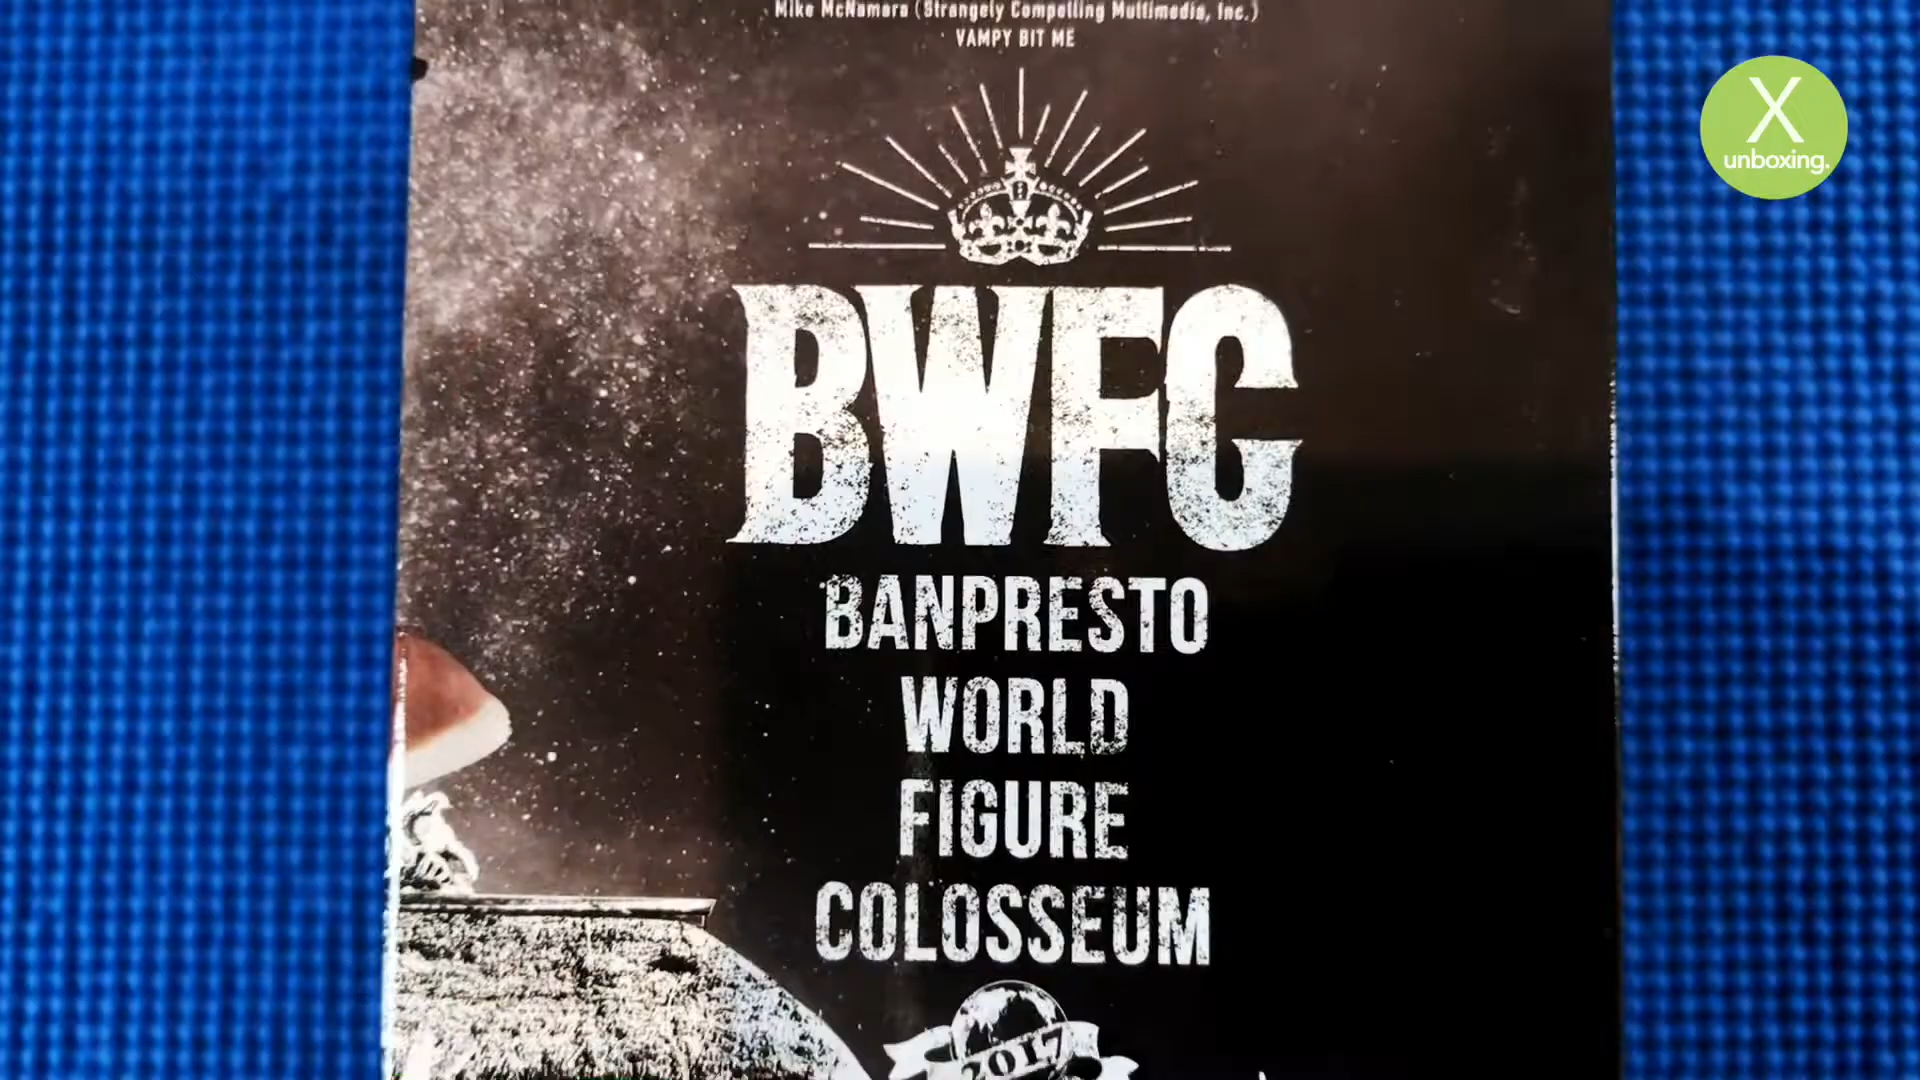 Mike McNamara (Strangely Compelling Multimedia, Inc.)
VAMPY BIT ME
X
unboxing.
BWFC
BANPRESTO
WORLD
FIGURE
COLOSSEUM
2017